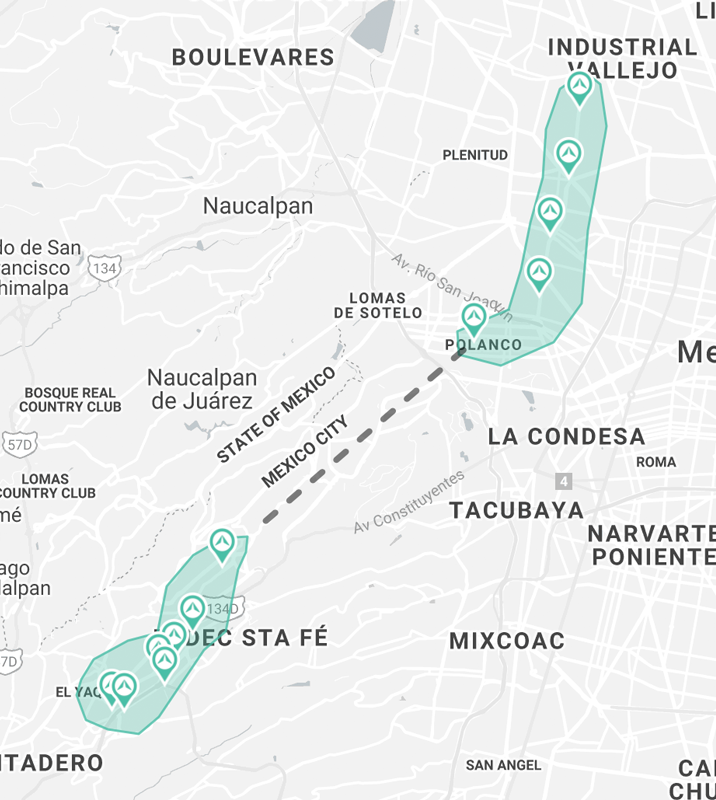 LI
BOULEVARES
INDUSTRIAL
VALLEJO
PLENITUD
Naucalpan
lo de San
rancisco
himalpa
134
Av. Río San Joaquín
LOMAS
DE SOTELO
POLANCO
Me
Naucalpan
de Juárez
BOSQUE REAL
COUNTRY CLUB
STATE OF MEXICO
MEXICO CITY
57D
LA CONDESA
ROMA
LOMAS
COUNTRY CLUB
mé
4
Av Constituyentes
TACUBAYA
NARVARTE
PONIENTE
ago
alpan
134D
DEC STA FÉ
MIXCOAC
7D
EL YAQ
NTADERO
SAN ANGEL
CA
CHU